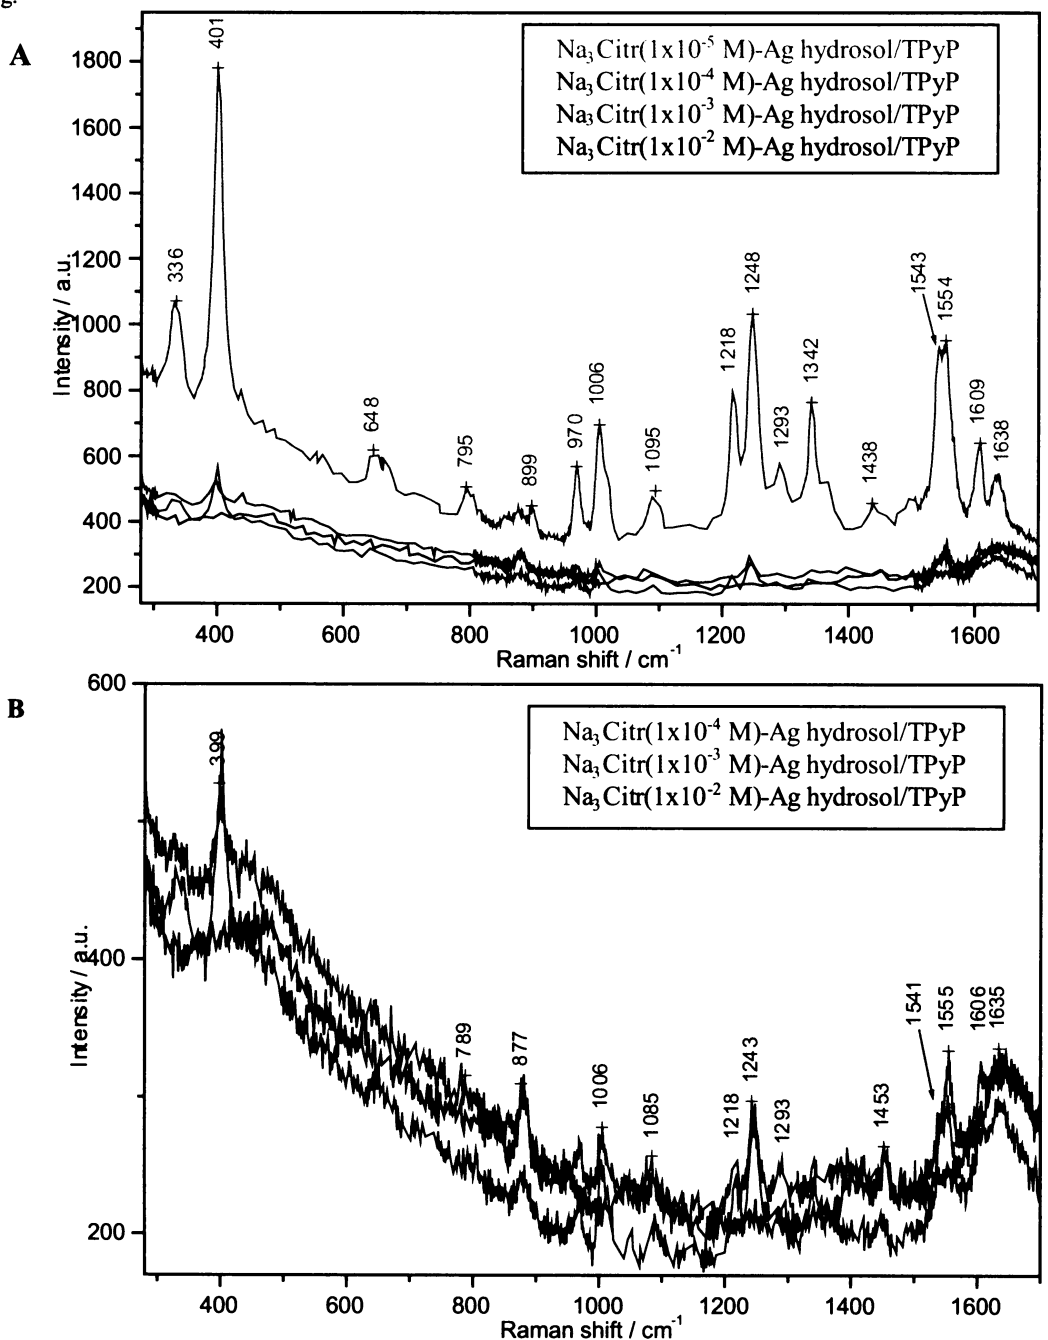 g.
A
Na₃Citr(1x10⁻⁵ M)-Ag hydrosol/TPyP
Na₃Citr(1x10⁻⁴ M)-Ag hydrosol/TPyP
Na₃Citr(1x10⁻³ M)-Ag hydrosol/TPyP
Na₃Citr(1x10⁻² M)-Ag hydrosol/TPyP
Intensity / a.u.
1800
1600
1400
1200
1000
800
600
400
200
336
401
648
795
899
970
1006
1095
1218
1248
1293
1342
1438
1543
1554
1609
1638
400 600 800 1000 1200 1400 1600
Raman shift / cm⁻¹
B
Na₃Citr(1x10⁻⁴ M)-Ag hydrosol/TPyP
Na₃Citr(1x10⁻³ M)-Ag hydrosol/TPyP
Na₃Citr(1x10⁻² M)-Ag hydrosol/TPyP
Intensity / a.u.
600
400
200
399
789
877
1006
1085
1218
1243
1293
1453
1541
1555
1606
1635
400 600 800 1000 1200 1400 1600
Raman shift / cm⁻¹